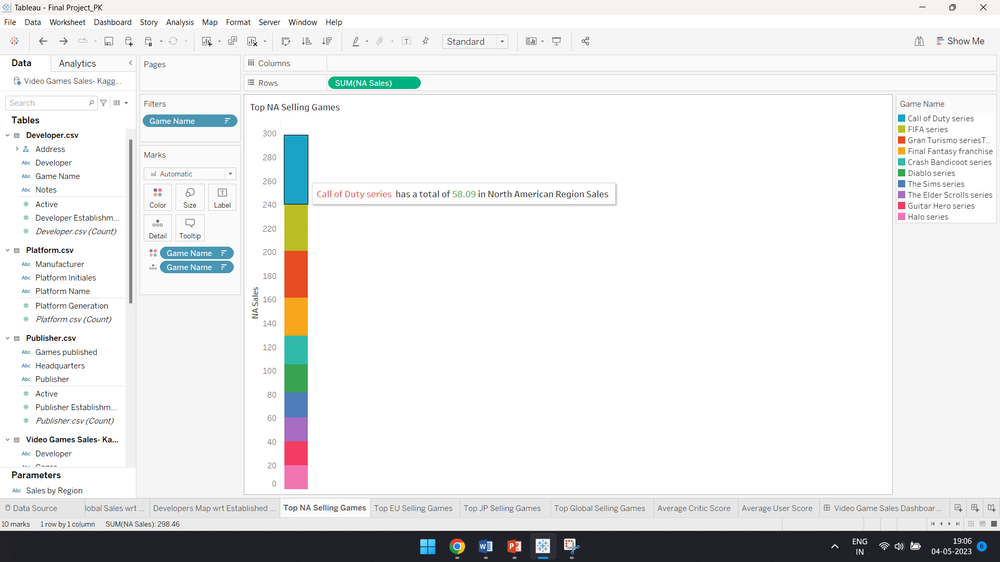 Tableau - Final Project_PK
File Data Worksheet Dashboard Story Analysis Map Format Server Window Help
Standard
Show Me
Data
Analytics
Video Games Sales- Kagg...
Search
Tables
Developer.csv
Address
Abc Developer
Abc Game Name
Abc Notes
Active
Developer Establishm...
Developer.csv (Count)
Platform.csv
Abc Manufacturer
Abc Platform Initiales
Abc Platform Name
Platform Generation
Platform.csv (Count)
Publisher.csv
Abc Games published
Abc Headquarters
Abc Publisher
Active
Publisher Establishm...
Publisher.csv (Count)
Video Games Sales- Ka...
Abc Developer
Parameters
Abc Sales by Region
Pages
Filters
Game Name
Marks
Automatic
Color
Size
Label
Detail
Tooltip
Game Name
Game Name
Columns
Rows
SUM(NA Sales)
Top NA Selling Games
NA Sales
300
280
260
240
220
200
180
160
140
120
100
80
60
40
20
0
Call of Duty series has a total of 58.09 in North American Region Sales
Game Name
Call of Duty series
FIFA series
Gran Turismo seriesT..
Final Fantasy franchise
Crash Bandicoot series
Diablo series
The Sims series
The Elder Scrolls series
Guitar Hero series
Halo series
Data Source
lobal Sales wrt ...
Developers Map wrt Established ...
Top NA Selling Games
Top EU Selling Games
Top JP Selling Games
Top Global Selling Games
Average Critic Score
Average User Score
Video Game Sales Dashboar...
10 marks
1 row by 1 column
SUM(NA Sales): 298.46
ENG
IN
19:06
04-05-2023
6